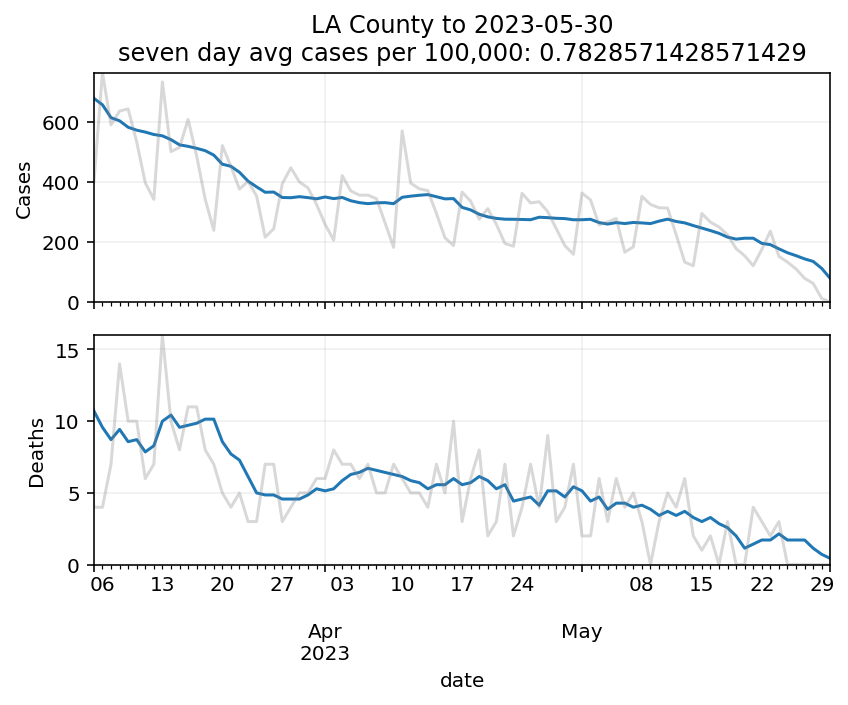 LA County to 2023-05-30
seven day avg cases per 100,000: 0.7828571428571429
600
400
200
0
Cases
15
10
5
0
Deaths
06 13 20 27 03 10 17 24 08 15 22 29
Apr May
2023
date